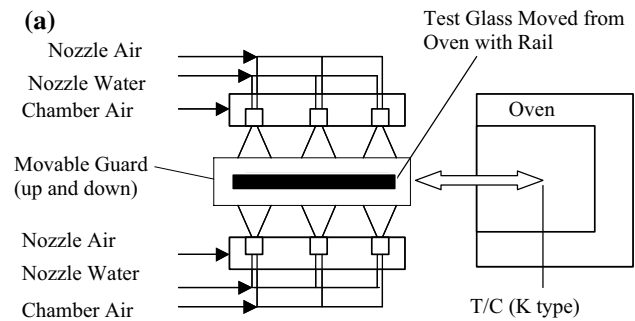 (a)
Test Glass Moved from
Oven with Rail
Nozzle Air
Nozzle Water
Chamber Air
Oven
Movable Guard
(up and down)
Nozzle Air
Nozzle Water
Chamber Air
T/C (K type)